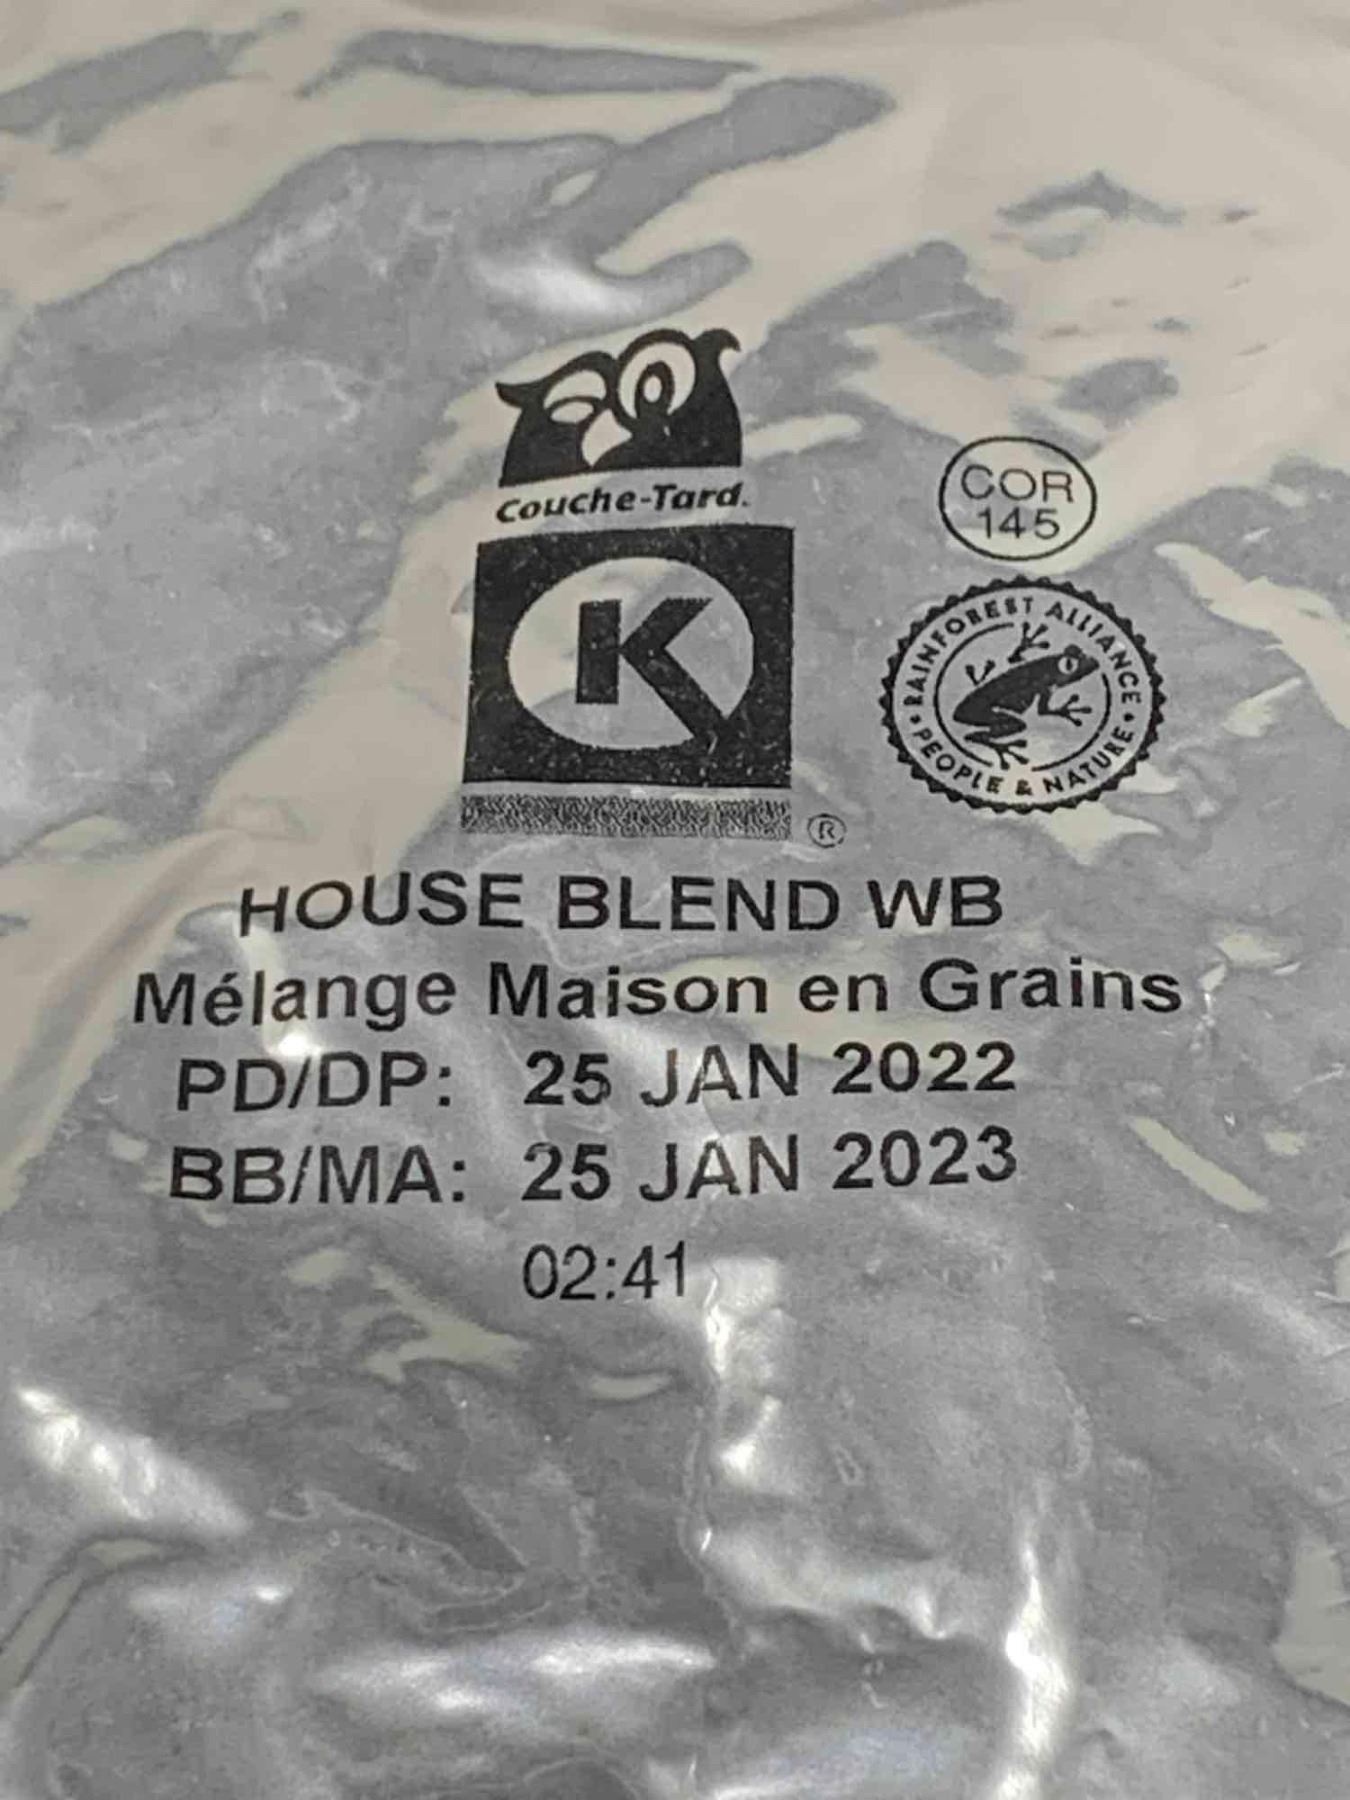 Couche-Tard.
COR
145
K
RAINFOREST ALLIANCE
• PEOPLE & NATURE •
®
HOUSE BLEND WB
Mélange Maison en Grains
PD/DP: 25 JAN 2022
BB/MA: 25 JAN 2023
02:41